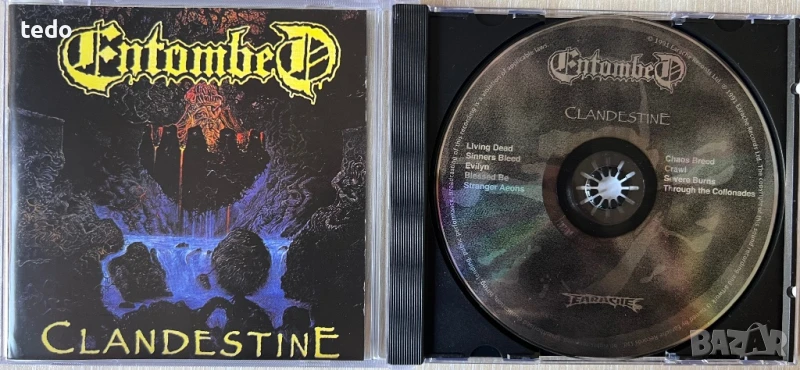 tedo
Entombed
CLANDESTINE
Entombed
CLANDESTINE
Living Dead
Sinners Bleed
Evilyn
Blessed Be
Stranger Aeons
Chaos Breed
Crawl
Severe Burns
Through the Collonades
EARACHE
BAZAR